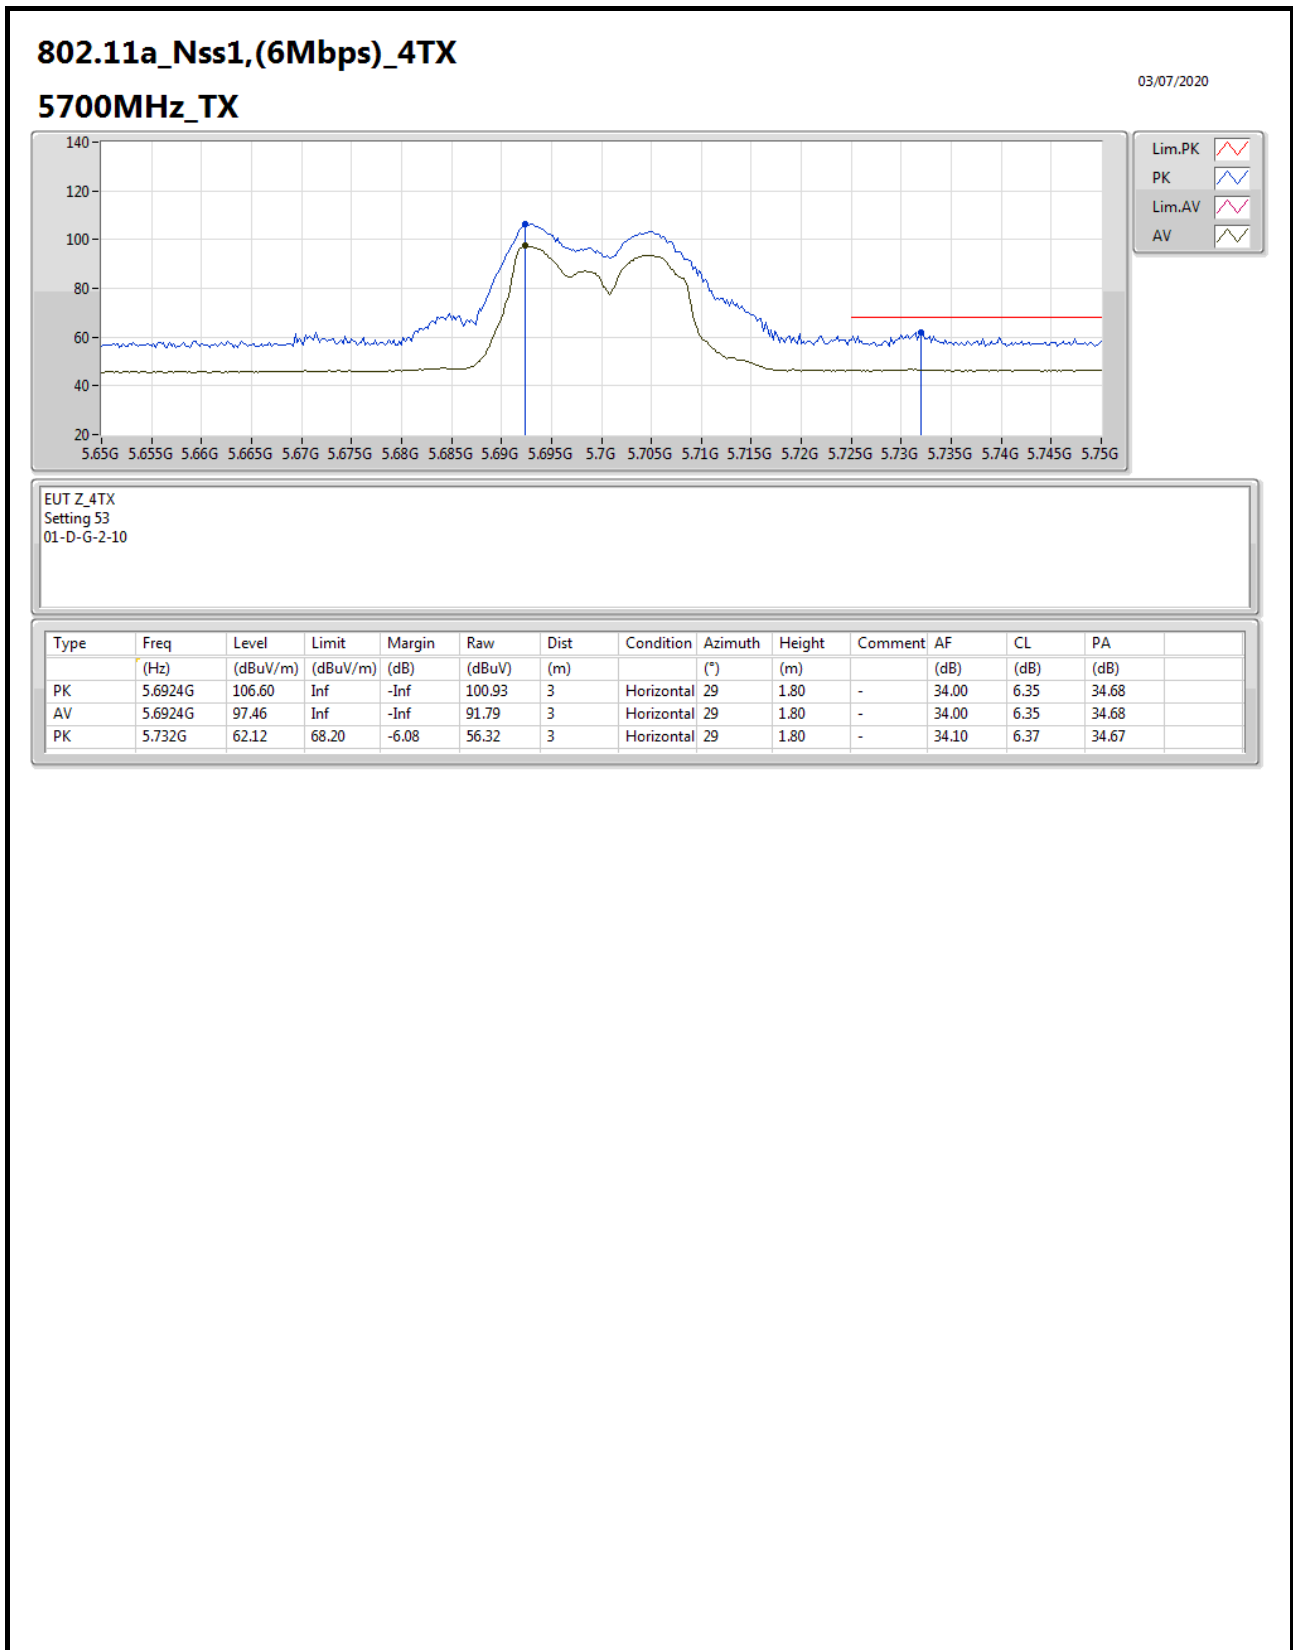 802.11a_Nss1,(6Mbps)_4TX
03/07/2020
5700MHz_TX
140
120
100
80
60
40
20
5.65G 5.655G 5.66G 5.665G 5.67G 5.675G 5.68G 5.685G 5.69G 5.695G 5.7G 5.705G 5.71G 5.715G 5.72G 5.725G 5.73G 5.735G 5.74G 5.745G 5.75G
Lim.PK
PK
Lim.AV
AV
EUT Z_4TX
Setting 53
01-D-G-2-10
Type Freq Level Limit Margin Raw Dist Condition Azimuth Height Comment AF CL PA
(Hz) (dBuV/m) (dBuV/m) (dB) (dBuV) (m) (°) (m) (dB) (dB) (dB)
PK 5.6924G 106.60 Inf -Inf 100.93 3 Horizontal 29 1.80 - 34.00 6.35 34.68
AV 5.6924G 97.46 Inf -Inf 91.79 3 Horizontal 29 1.80 - 34.00 6.35 34.68
PK 5.732G 62.12 68.20 -6.08 56.32 3 Horizontal 29 1.80 - 34.10 6.37 34.67